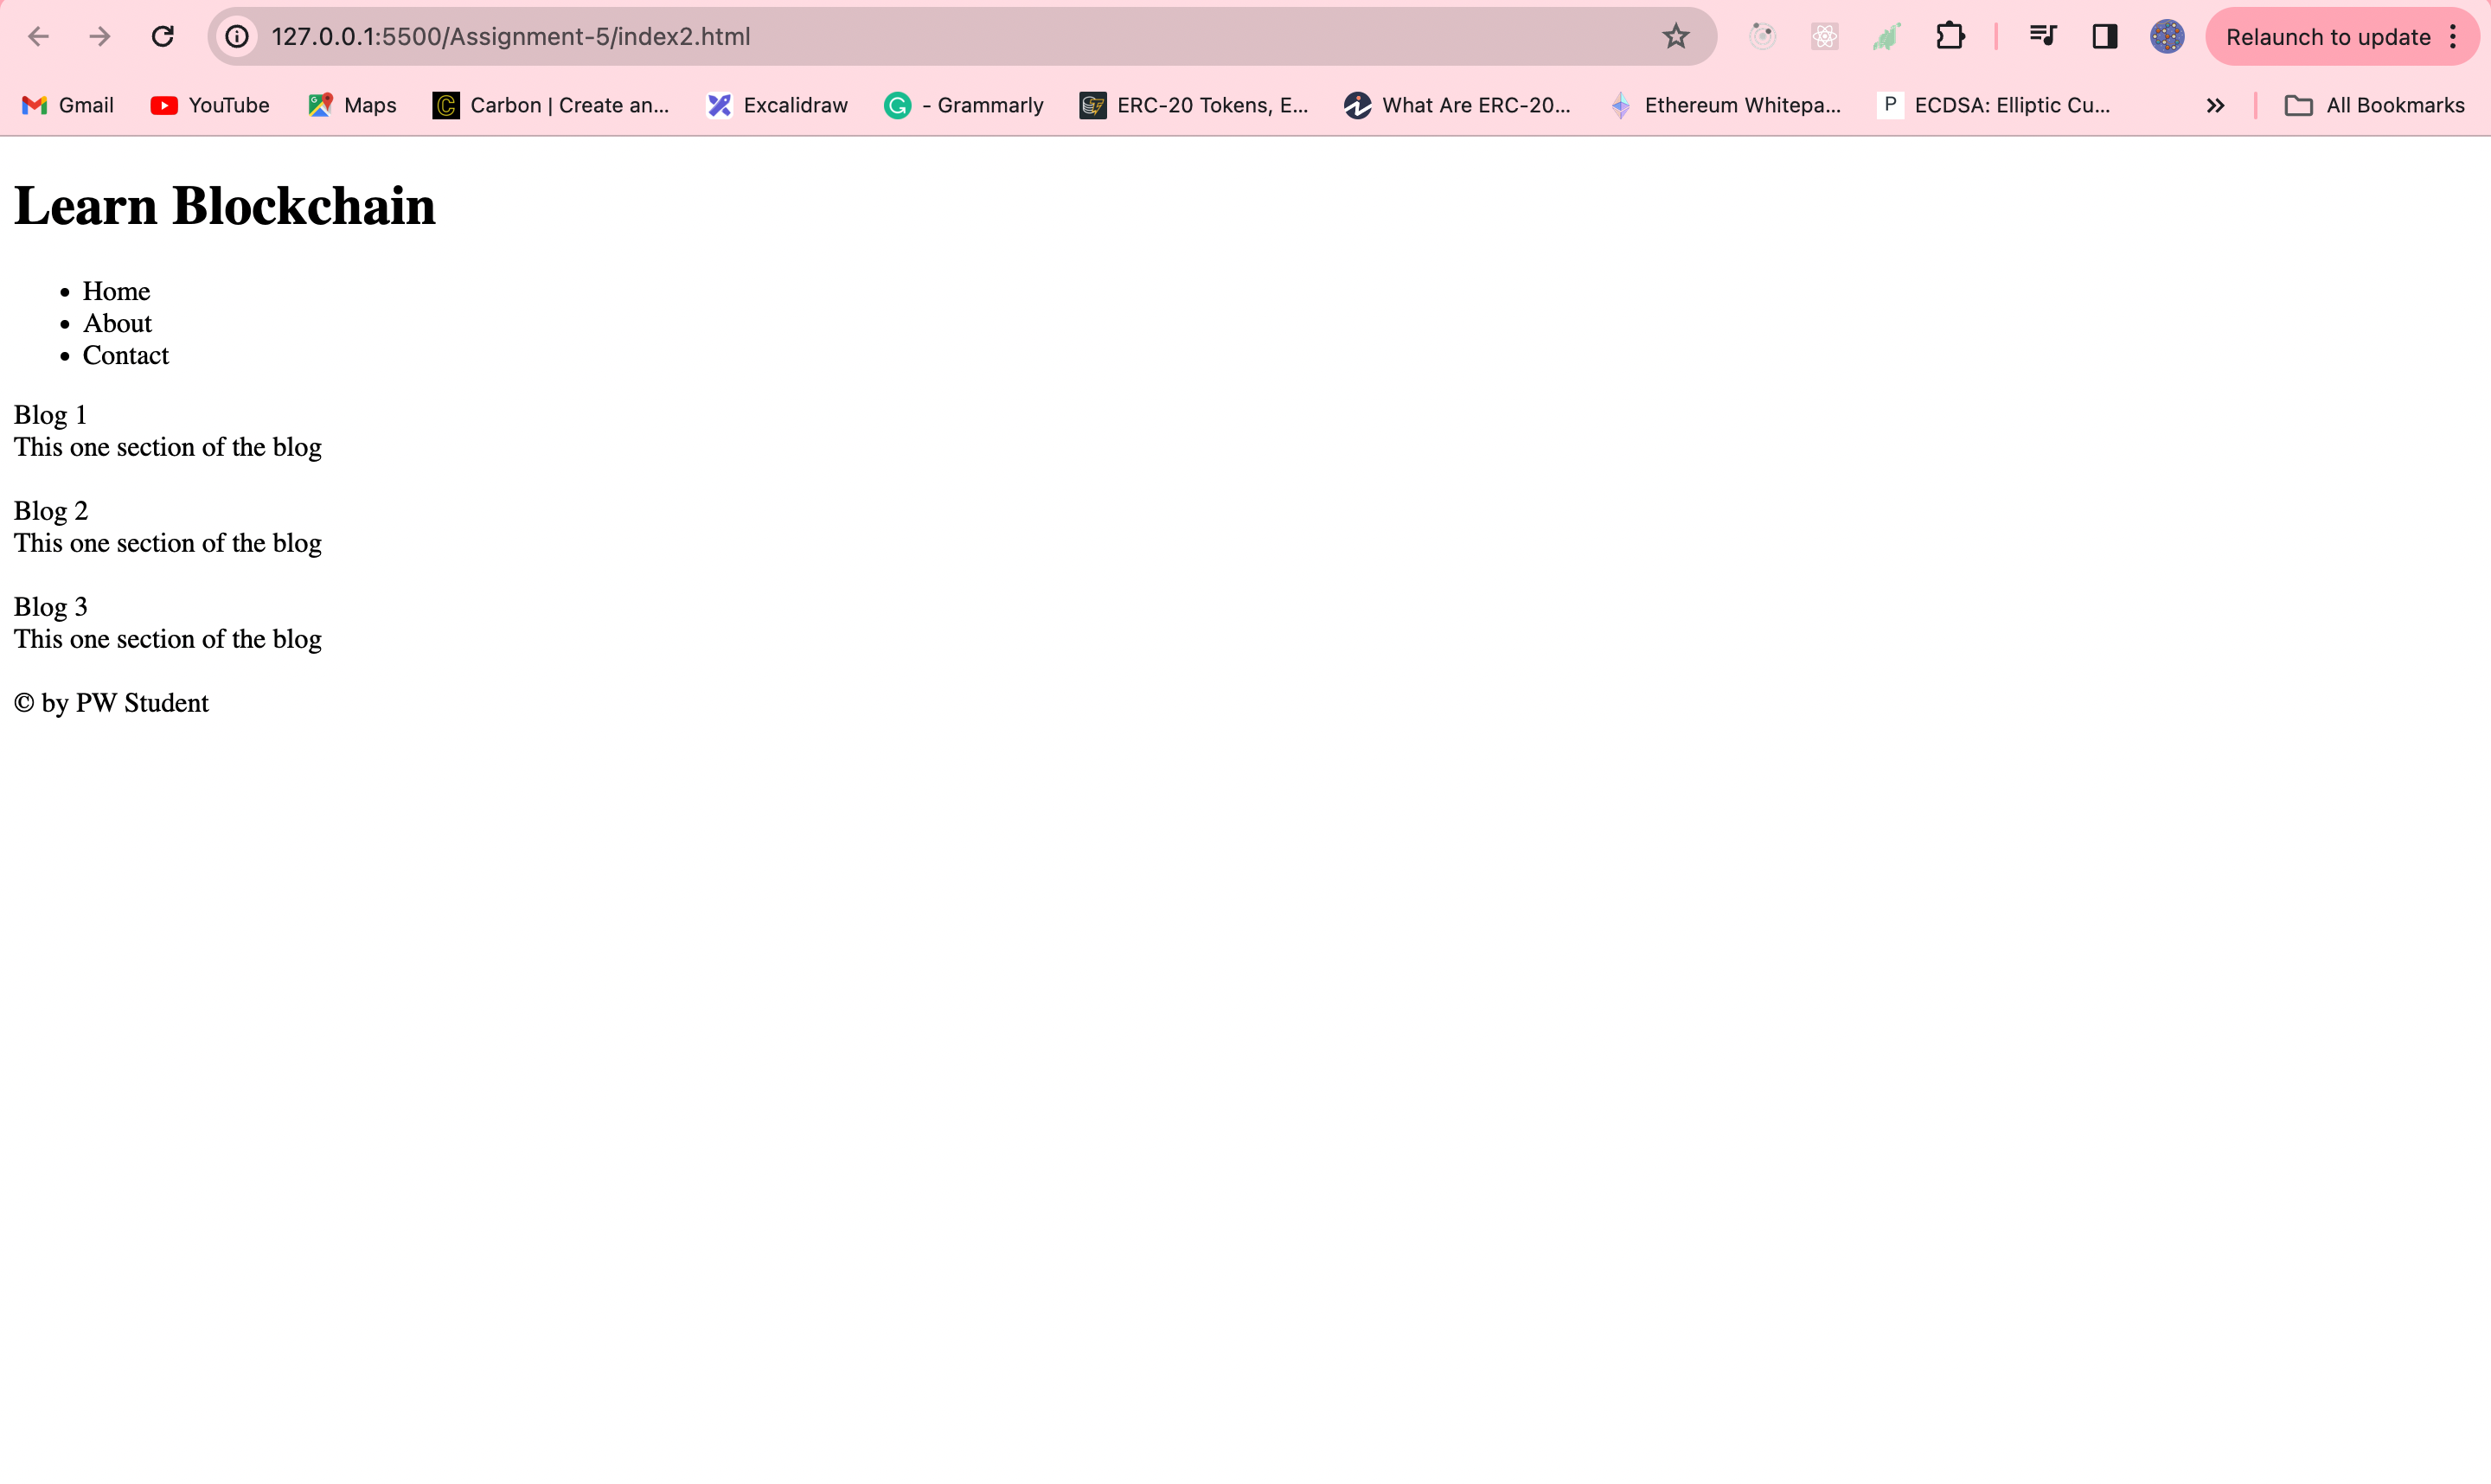 127.0.0.1:5500/Assignment-5/index2.html
Relaunch to update
Gmail YouTube Maps Carbon | Create an... Excalidraw - Grammarly ERC-20 Tokens, E... What Are ERC-20... Ethereum Whitepa... P ECDSA: Elliptic Cu... » All Bookmarks
Learn Blockchain
• Home
• About
• Contact
Blog 1
This one section of the blog
Blog 2
This one section of the blog
Blog 3
This one section of the blog
© by PW Student